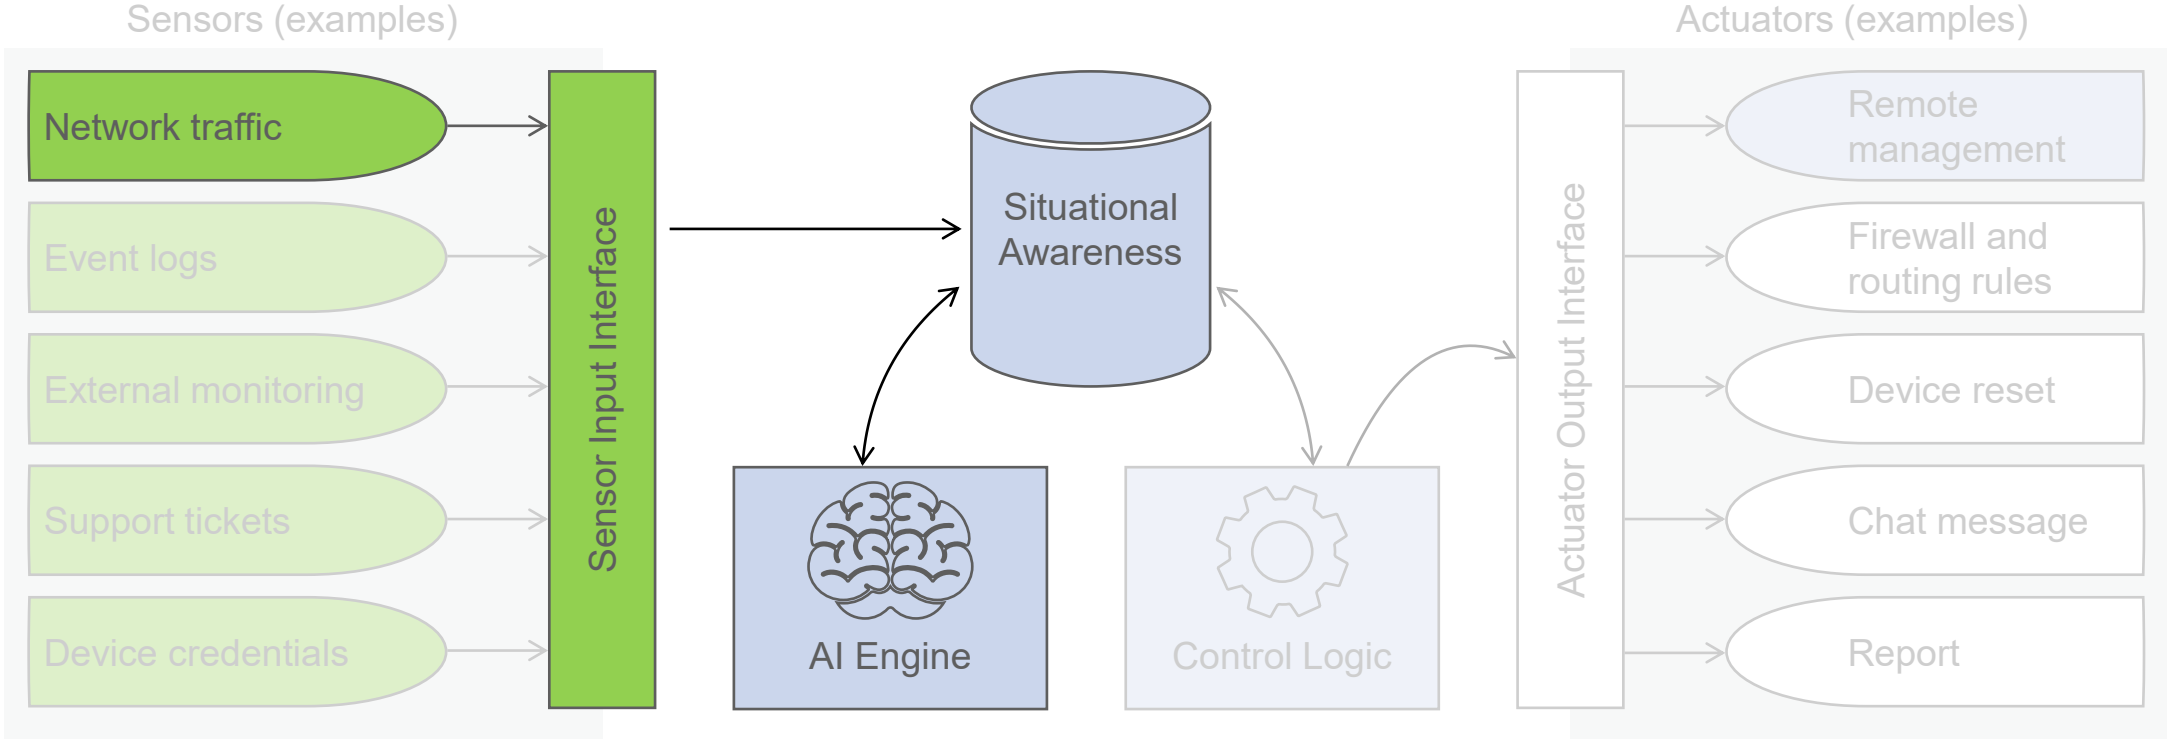 Sensors (examples)
Network traffic
Event logs
External monitoring
Support tickets
Device credentials
Sensor Input Interface
Situational
Awareness
AI Engine
Control Logic
Actuator Output Interface
Actuators (examples)
Remote
management
Firewall and
routing rules
Device reset
Chat message
Report